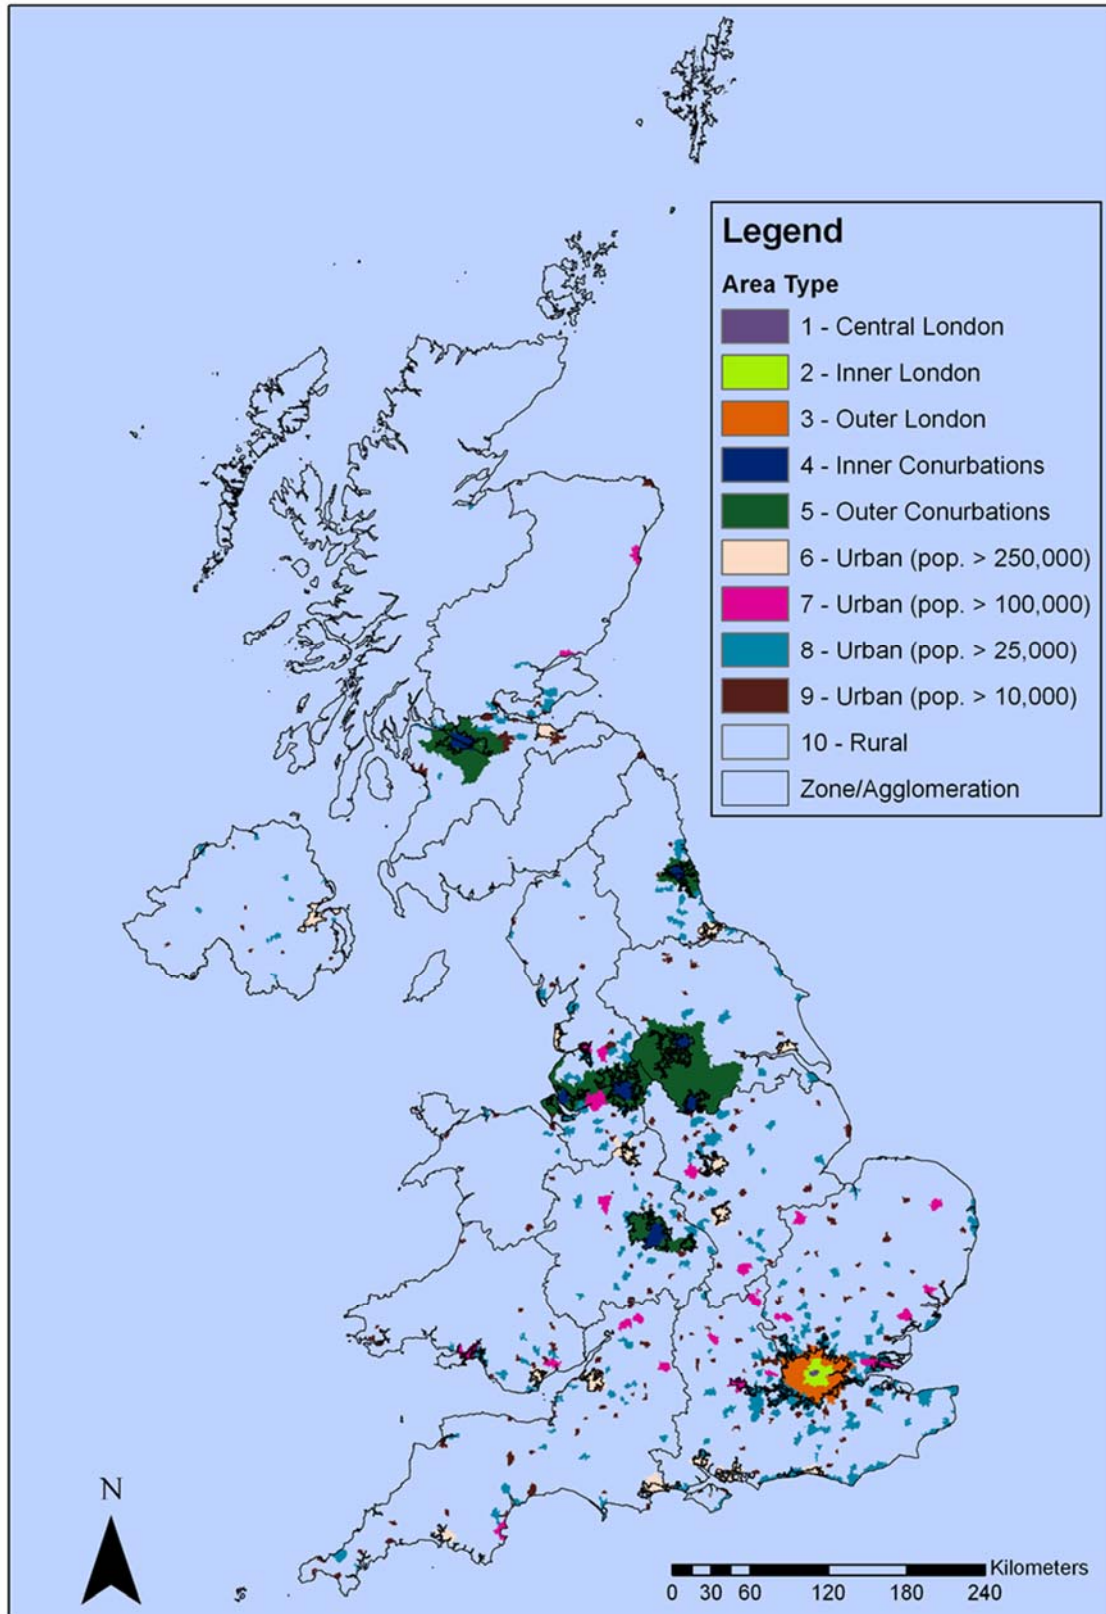 Legend
Area Type
1 - Central London
2 - Inner London
3 - Outer London
4 - Inner Conurbations
5 - Outer Conurbations
6 - Urban (pop. > 250,000)
7 - Urban (pop. > 100,000)
8 - Urban (pop. > 25,000)
9 - Urban (pop. > 10,000)
10 - Rural
Zone/Agglomeration
N
Kilometers
0 30 60 120 180 240